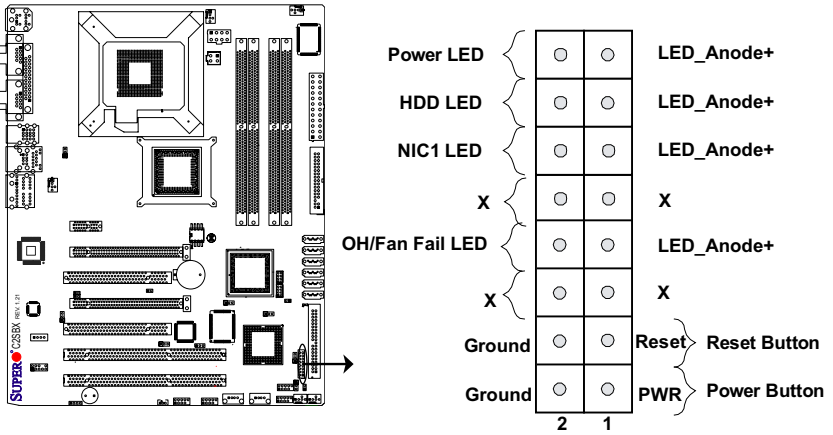 Power LED LED_Anode+
HDD LED LED_Anode+
NIC1 LED LED_Anode+
X X
OH/Fan Fail LED LED_Anode+
X X
Ground Reset Reset Button
Ground PWR Power Button
2 1
SUPER C2SBX REV. 1.21